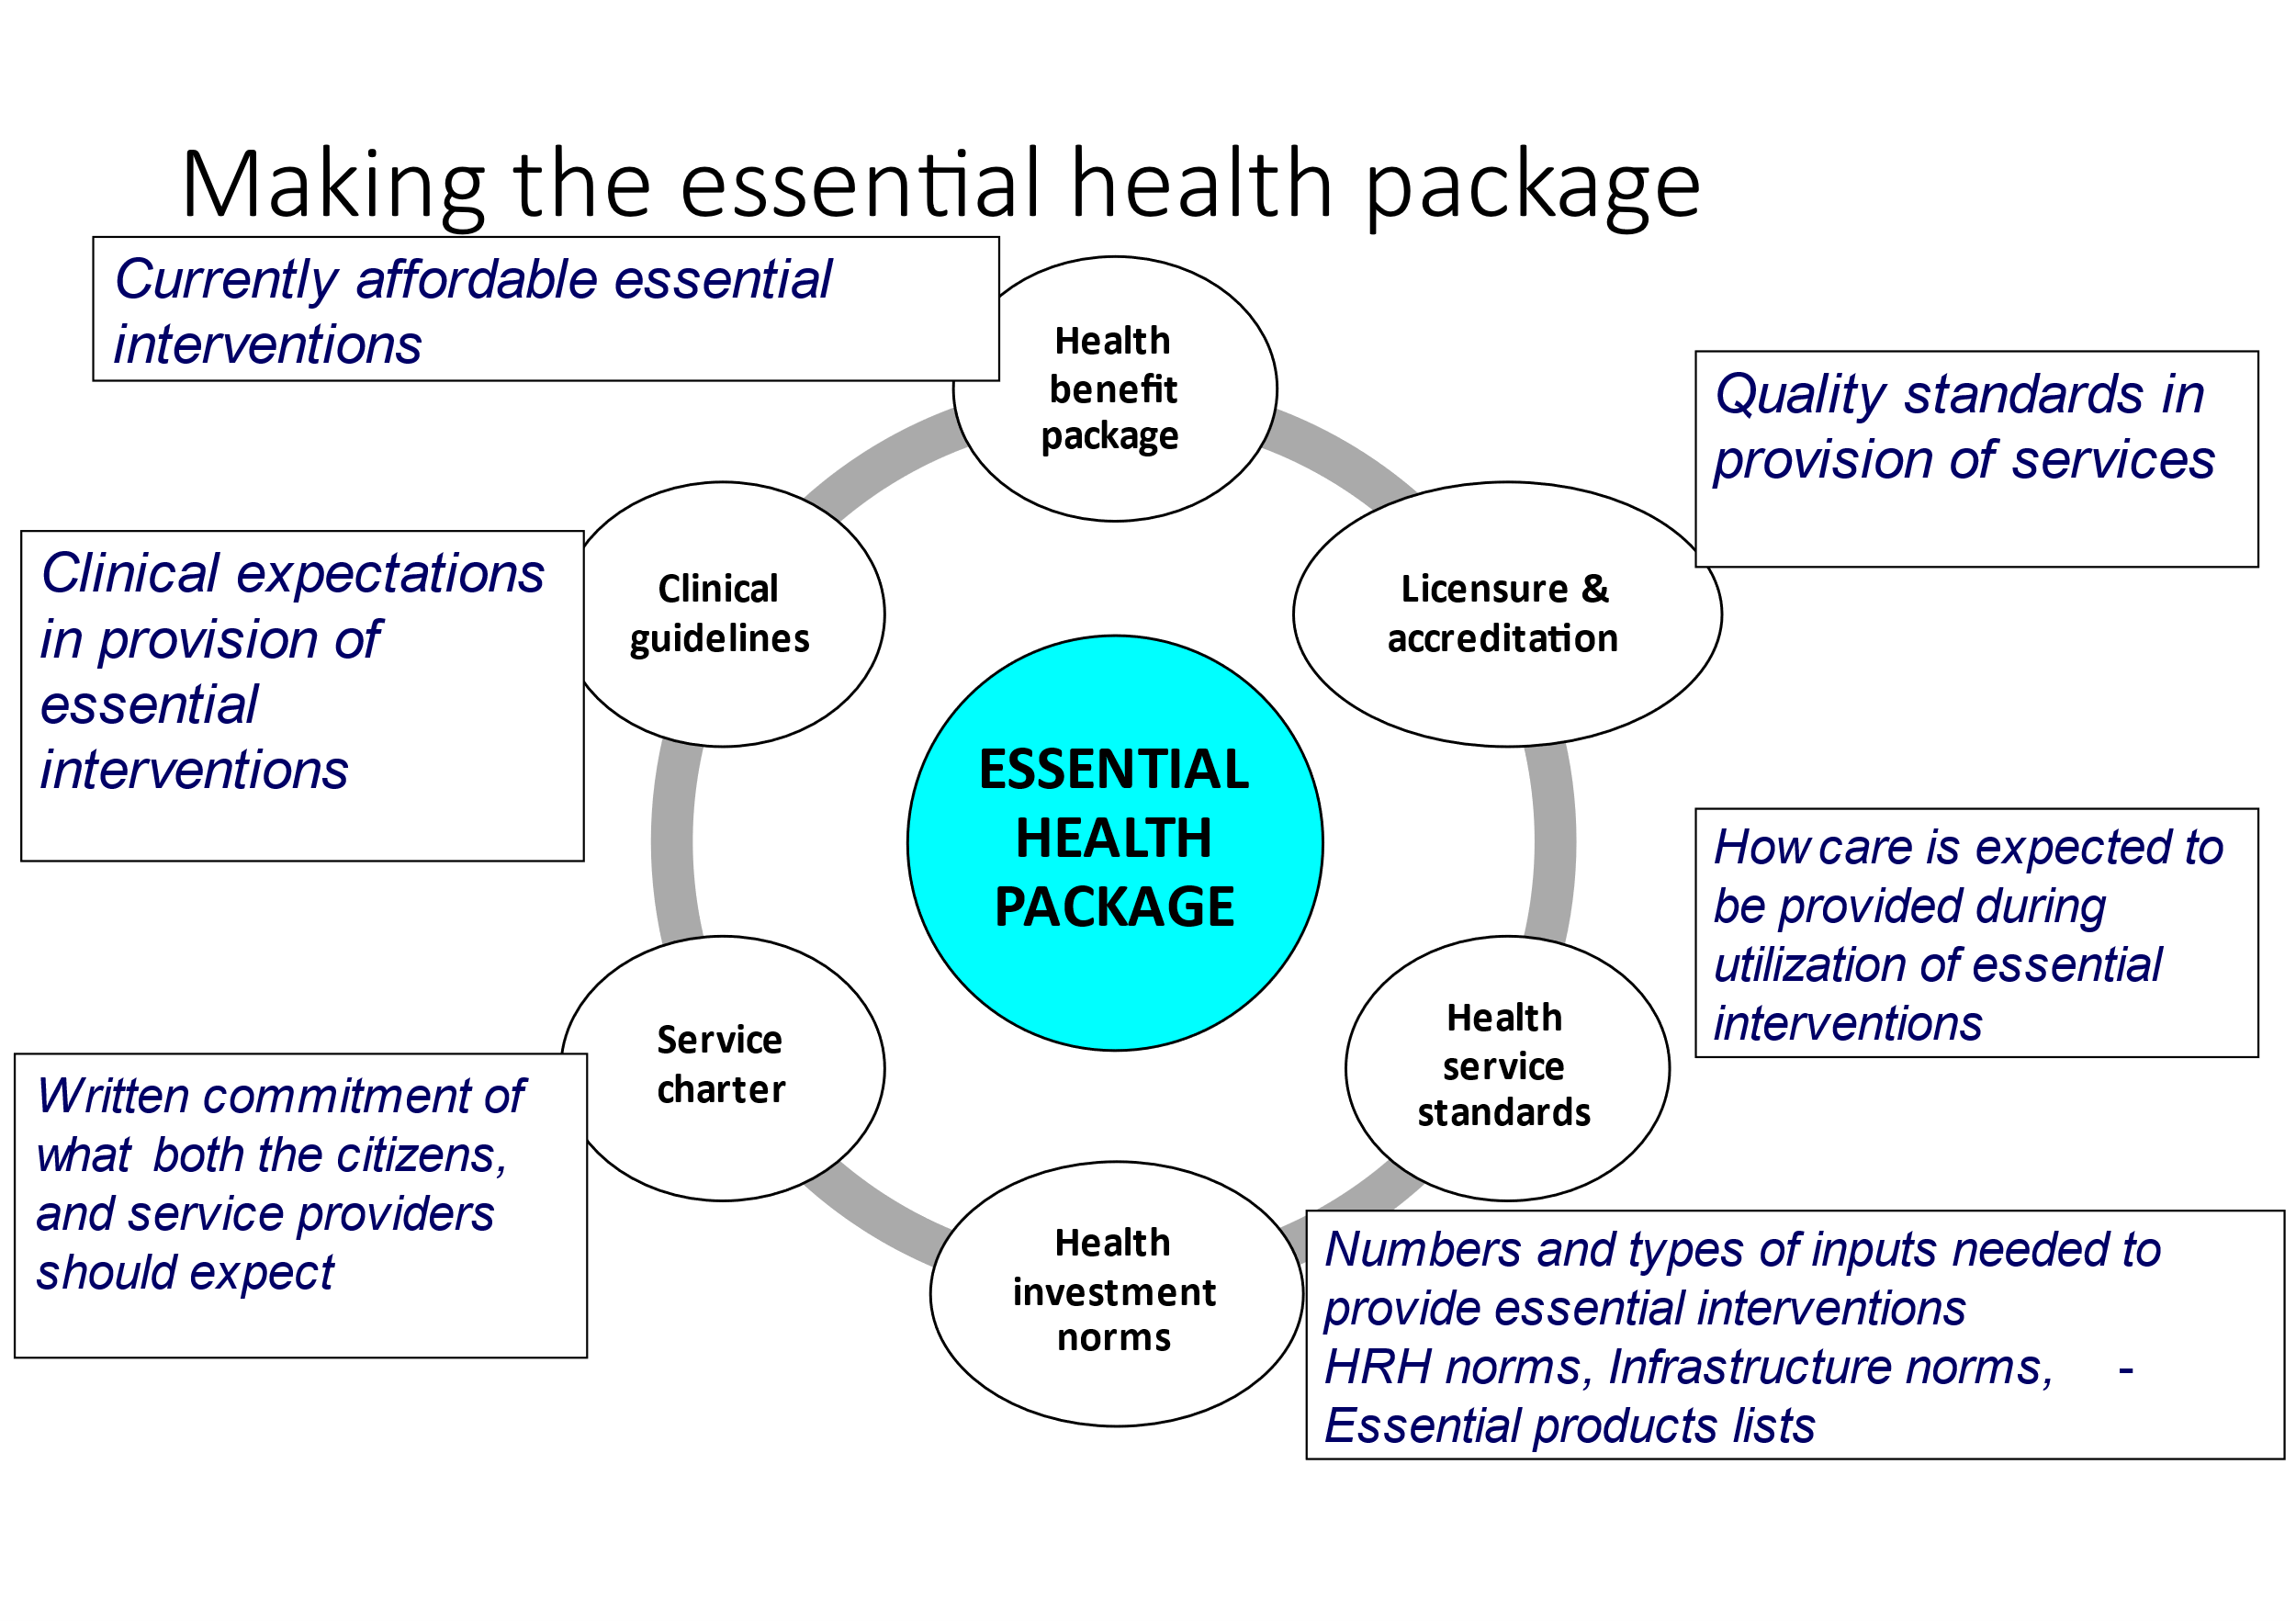 Making the essential health package
Currently affordable essential
interventions
Health
benefit
package
Quality standards in
provision of services
Clinical expectations
in provision of
essential
interventions
Clinical
guidelines
Licensure &
accreditation
ESSENTIAL
HEALTH
PACKAGE
How care is expected to
be provided during
utilization of essential
interventions
Health
service
standards
Service
charter
Written commitment of
what both the citizens,
and service providers
should expect
Health
investment
norms
Numbers and types of inputs needed to
provide essential interventions
HRH norms, Infrastructure norms, -
Essential products lists